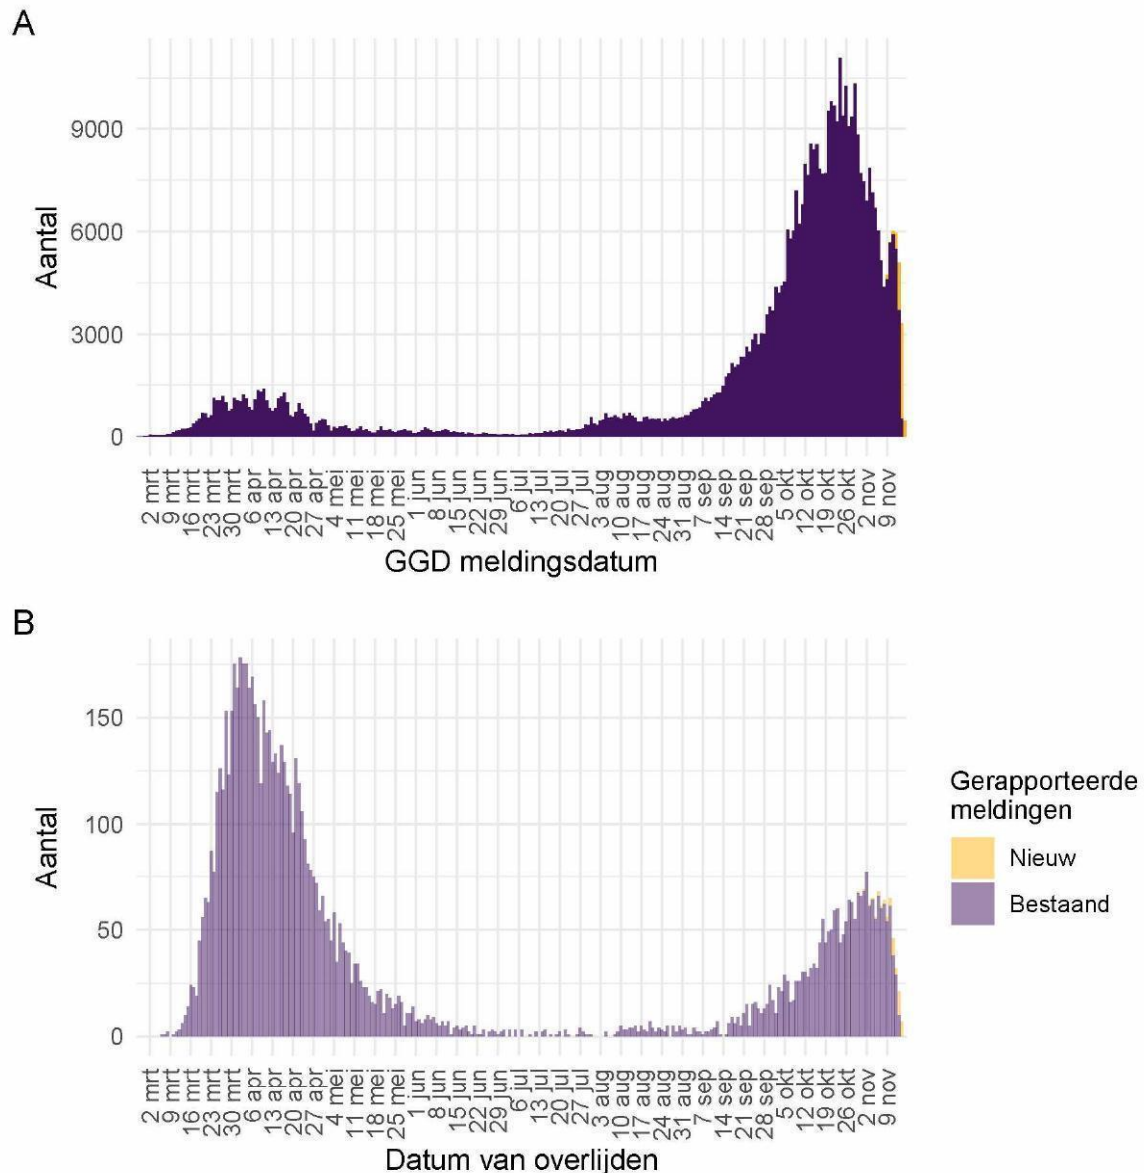 A
Aantal
9000
6000
3000
0
2 mrt
9 mrt
16 mrt
23 mrt
30 mrt
6 apr
13 apr
20 apr
27 apr
4 mei
11 mei
18 mei
25 mei
1 jun
8 jun
15 jun
22 jun
29 jun
6 jul
13 jul
20 jul
27 jul
3 aug
10 aug
17 aug
24 aug
31 aug
7 sep
14 sep
21 sep
28 sep
5 okt
12 okt
19 okt
26 okt
2 nov
9 nov
GGD meldingsdatum
B
Aantal
150
100
50
0
2 mrt
9 mrt
16 mrt
23 mrt
30 mrt
6 apr
13 apr
20 apr
27 apr
4 mei
11 mei
18 mei
25 mei
1 jun
8 jun
15 jun
22 jun
29 jun
6 jul
13 jul
20 jul
27 jul
3 aug
10 aug
17 aug
24 aug
31 aug
7 sep
14 sep
21 sep
28 sep
5 okt
12 okt
19 okt
26 okt
2 nov
9 nov
Datum van overlijden
Gerapporteerde
meldingen
Nieuw
Bestaand